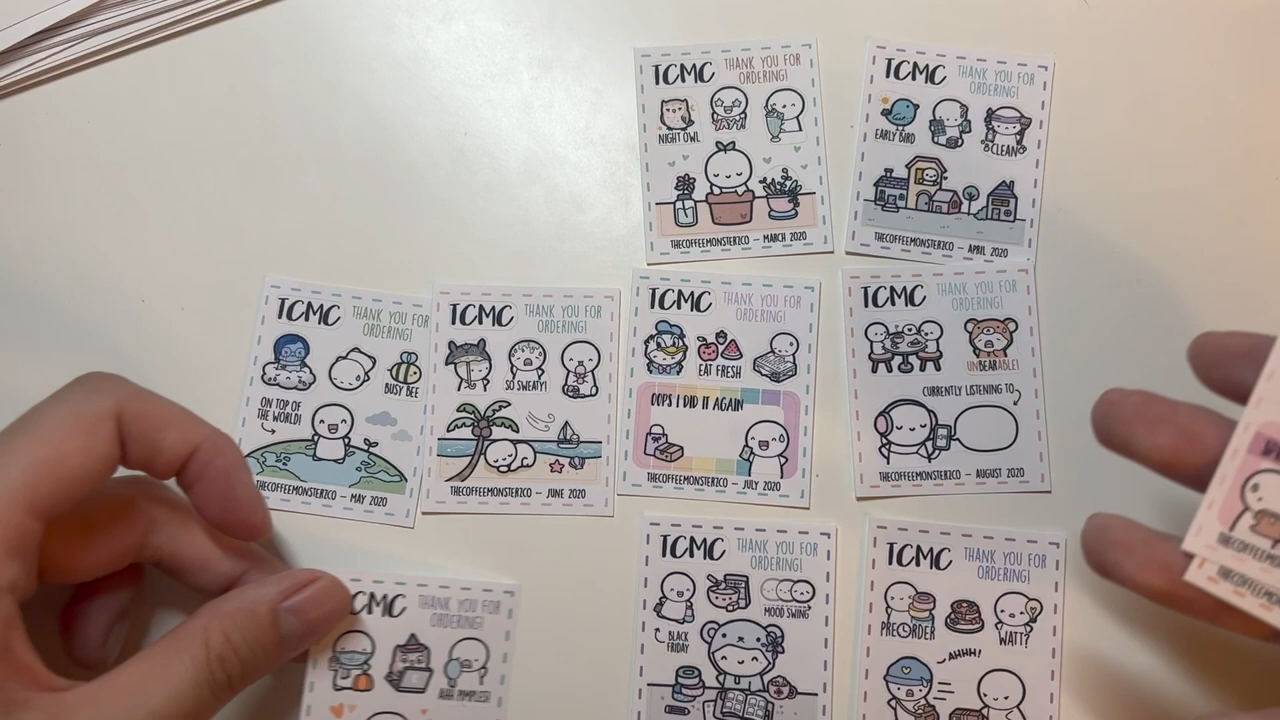 TCMC
THANK YOU FOR
ORDERING!
NIGHT OWL
YAY!
THECOFFEEMONSTERZCO – MARCH 2020
TCMC
THANK YOU FOR
ORDERING!
EARLY BIRD
CLEAN
THECOFFEEMONSTERZCO – APRIL 2020
TCMC
THANK YOU FOR
ORDERING!
BUSY BEE
ON TOP OF
THE WORLD!
THECOFFEEMONSTERZCO – MAY 2020
TCMC
THANK YOU FOR
ORDERING!
SO SWEATY!
THECOFFEEMONSTERZCO – JUNE 2020
TCMC
THANK YOU FOR
ORDERING!
EAT FRESH
OOPS I DID IT AGAIN
THECOFFEEMONSTERZCO – JULY 2020
TCMC
THANK YOU FOR
ORDERING!
UNBEARABLE!
CURRENTLY LISTENING TO
THECOFFEEMONSTERZCO – AUGUST 2020
CMC
THANK YOU FOR
ORDERING!
AHH PIMPLES!
TCMC
THANK YOU FOR
ORDERING!
MOOD SWING
BLACK
FRIDAY
TCMC
THANK YOU FOR
ORDERING!
PREORDER
WATT?
AHHH!
THECOFFEEMON
THECOFFEEMON